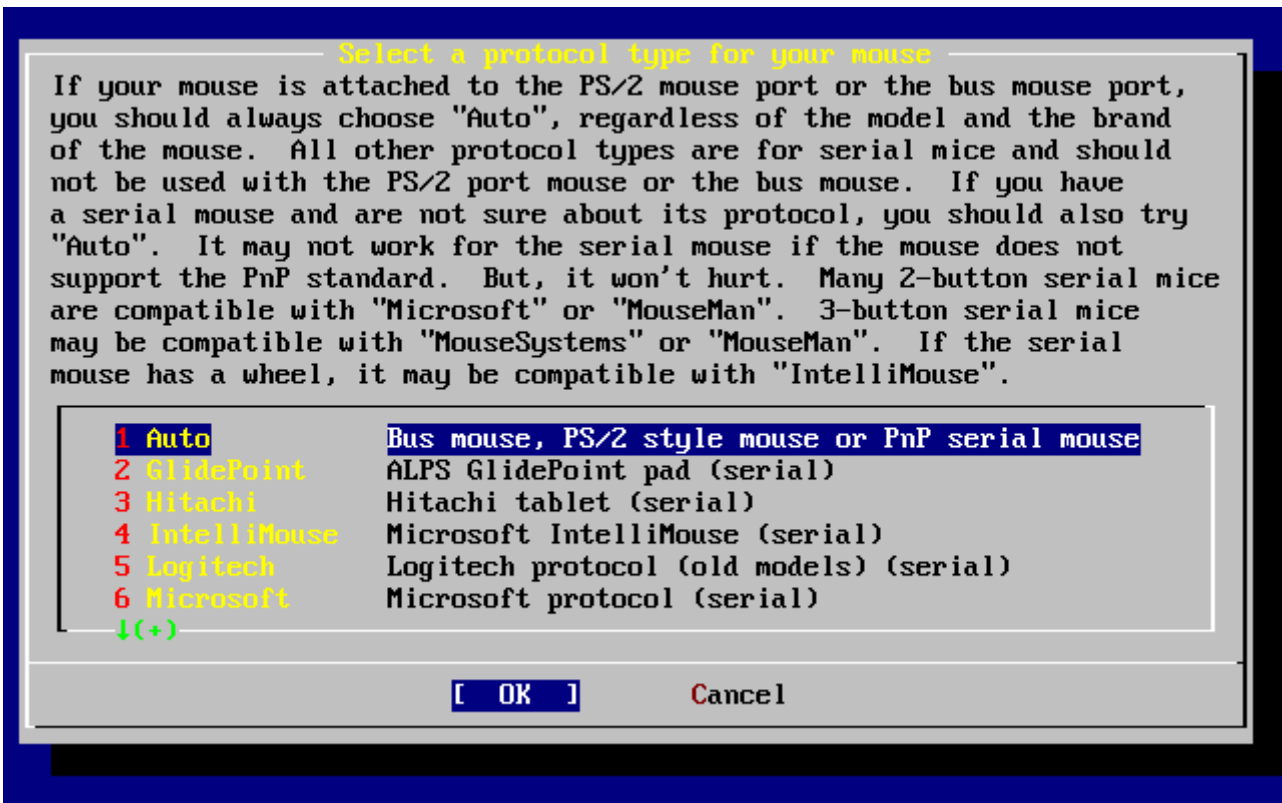 Select a protocol type for your mouse
If your mouse is attached to the PS/2 mouse port or the bus mouse port,
you should always choose "Auto", regardless of the model and the brand
of the mouse.  All other protocol types are for serial mice and should
not be used with the PS/2 port mouse or the bus mouse.  If you have
a serial mouse and are not sure about its protocol, you should also try
"Auto".  It may not work for the serial mouse if the mouse does not
support the PnP standard.  But, it won't hurt.  Many 2-button serial mice
are compatible with "Microsoft" or "MouseMan".  3-button serial mice
may be compatible with "MouseSystems" or "MouseMan".  If the serial
mouse has a wheel, it may be compatible with "IntelliMouse".
1 Auto Bus mouse, PS/2 style mouse or PnP serial mouse
2 GlidePoint ALPS GlidePoint pad (serial)
3 Hitachi Hitachi tablet (serial)
4 IntelliMouse Microsoft IntelliMouse (serial)
5 Logitech Logitech protocol (old models) (serial)
6 Microsoft Microsoft protocol (serial)
↓(+)
[ OK ] Cancel